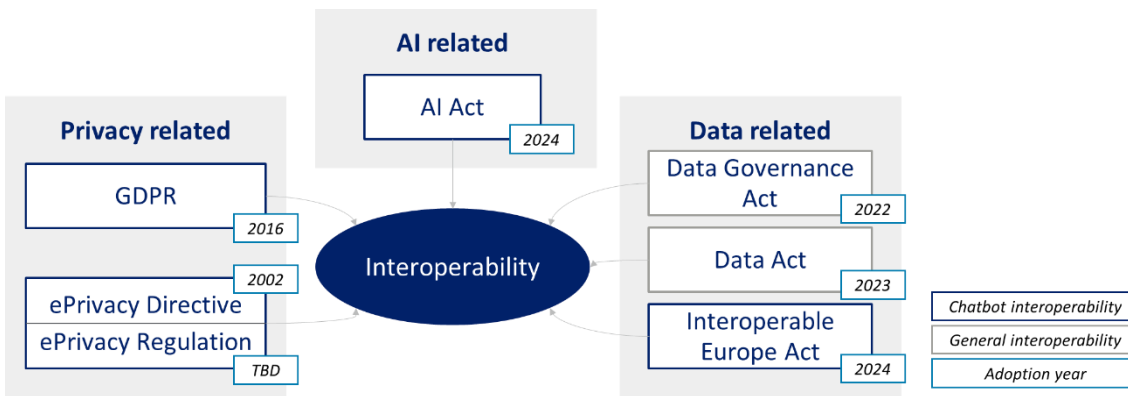 AI related
AI Act
2024
Privacy related
GDPR
2016
2002
ePrivacy Directive
ePrivacy Regulation
TBD
Interoperability
Data related
Data Governance
Act
2022
Data Act
2023
Interoperable
Europe Act
2024
Chatbot interoperability
General interoperability
Adoption year